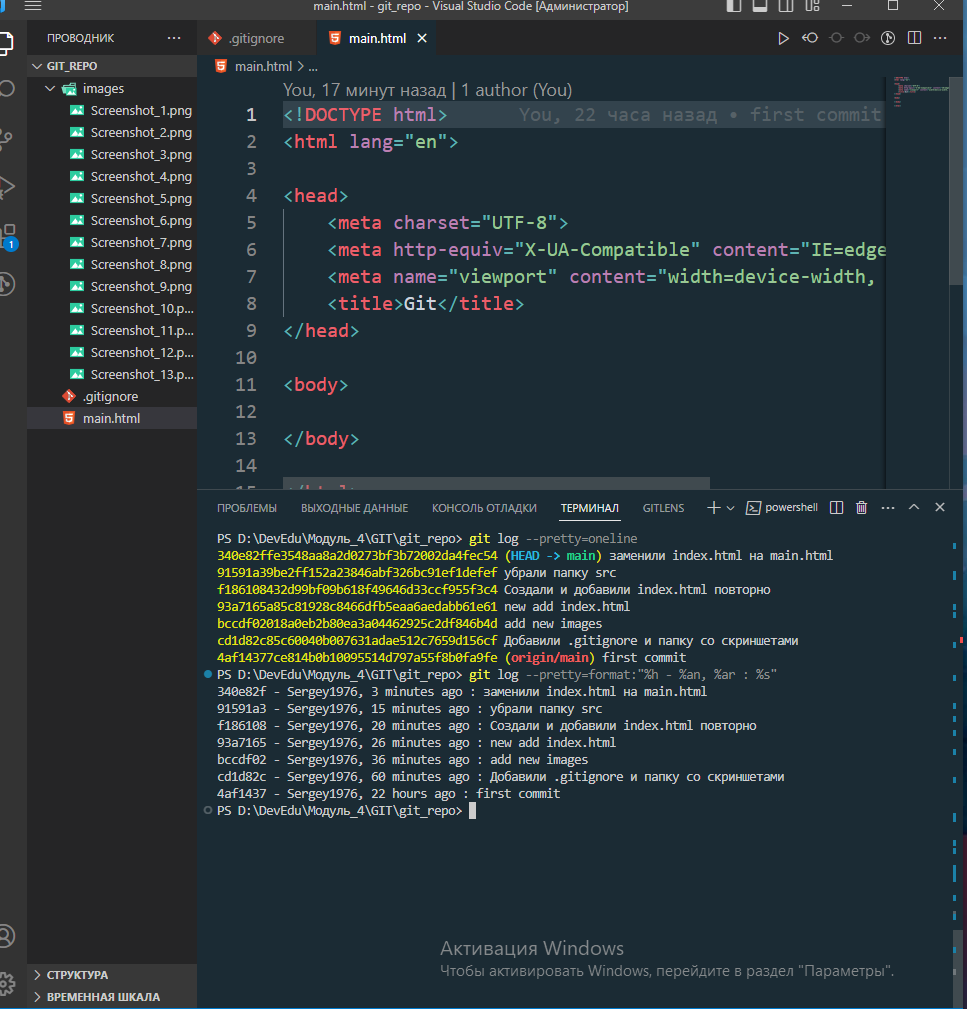 main.html - git_repo - Visual Studio Code [Администратор]
ПРОВОДНИК
.gitignore
main.html
GIT_REPO
main.html > ...
images
Screenshot_1.png
Screenshot_2.png
Screenshot_3.png
Screenshot_4.png
Screenshot_5.png
Screenshot_6.png
Screenshot_7.png
Screenshot_8.png
Screenshot_9.png
Screenshot_10.p...
Screenshot_11.p...
Screenshot_12.p...
Screenshot_13.p...
.gitignore
main.html
1
You, 17 минут назад | 1 author (You)
1 <!DOCTYPE html> You, 22 часа назад • first commit
2 <html lang="en">
3
4 <head>
5 <meta charset="UTF-8">
6 <meta http-equiv="X-UA-Compatible" content="IE=edge
7 <meta name="viewport" content="width=device-width,
8 <title>Git</title>
9 </head>
10
11 <body>
12
13 </body>
14
ПРОБЛЕМЫ ВЫХОДНЫЕ ДАННЫЕ КОНСОЛЬ ОТЛАДКИ ТЕРМИНАЛ GITLENS powershell
PS D:\DevEdu\Модуль_4\GIT\git_repo> git log --pretty=oneline
340e82ffe3548aa8a2d0273bf3b72002da4fec54 (HEAD -> main) заменили index.html на main.html
91591a39be2ff152a23846abf326bc91ef1defef убрали папку src
f186108432d99bf09b618f49646d33ccf955f3c4 Создали и добавили index.html повторно
93a7165a85c81928c8466dfb5eaa6aedabb61e61 new add index.html
bccdf02018a0eb2b80ea3a04462925c2df846b4d add new images
cd1d82c85c60040b007631adae512c7659d156cf Добавили .gitignore и папку со скриншетами
4af14377ce814b0b10095514d797a55f8b0fa9fe (origin/main) first commit
PS D:\DevEdu\Модуль_4\GIT\git_repo> git log --pretty=format:"%h - %an, %ar : %s"
340e82f - Sergey1976, 3 minutes ago : заменили index.html на main.html
91591a3 - Sergey1976, 15 minutes ago : убрали папку src
f186108 - Sergey1976, 20 minutes ago : Создали и добавили index.html повторно
93a7165 - Sergey1976, 26 minutes ago : new add index.html
bccdf02 - Sergey1976, 36 minutes ago : add new images
cd1d82c - Sergey1976, 60 minutes ago : Добавили .gitignore и папку со скриншетами
4af1437 - Sergey1976, 22 hours ago : first commit
PS D:\DevEdu\Модуль_4\GIT\git_repo>
Активация Windows
Чтобы активировать Windows, перейдите в раздел "Параметры".
СТРУКТУРА
ВРЕМЕННАЯ ШКАЛА